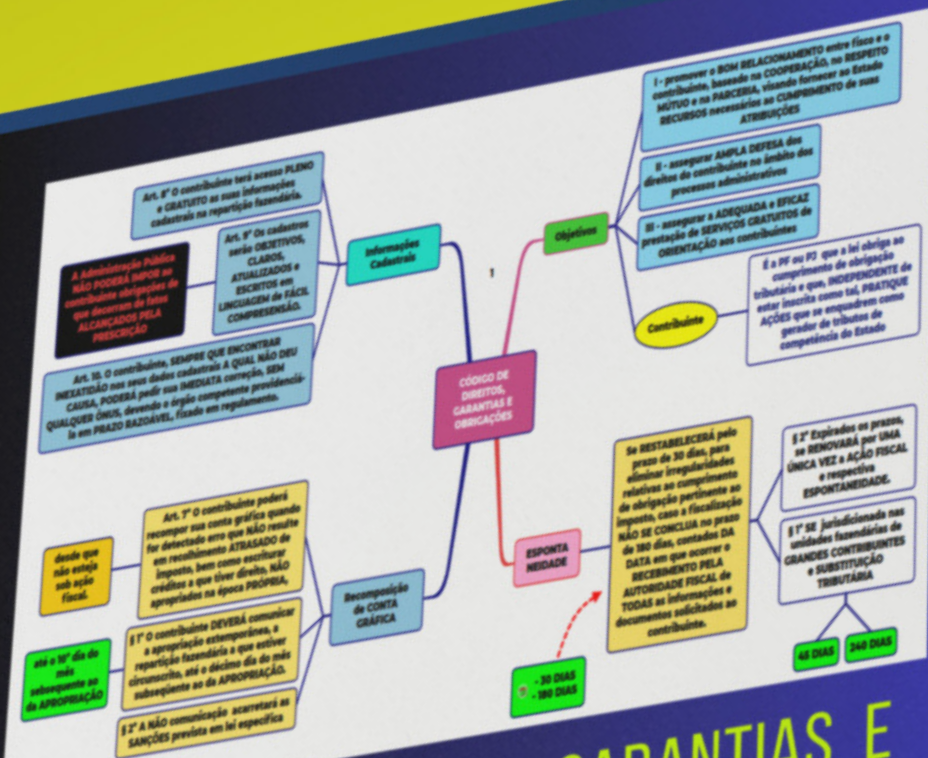 Art. 8° O contribuinte terá acesso PLENO
e GRATUITO as suas informações
cadastrais na repartição fazendária.
Art. 9° Os cadastros
serão OBJETIVOS,
CLAROS,
ATUALIZADOS e
ESCRITOS em
LINGUAGEM de FÁCIL
COMPREENSÃO.
A Administração Pública
NÃO PODERÁ IMPOR ao
contribuinte obrigações de
que decorram de fatos
ALCANÇADOS PELA
PRESCRIÇÃO
Art. 10. O contribuinte, SEMPRE QUE ENCONTRAR
INEXATIDÃO nos seus dados cadastrais A QUAL NÃO DEU
CAUSA, PODERÁ pedir sua IMEDIATA correção, SEM
QUALQUER ÔNUS, devendo o órgão competente providenciá-
la em PRAZO RAZOÁVEL, fixado em regulamento.
Informações
Cadastrais
1
Objetivos
I - promover o BOM RELACIONAMENTO entre fisco e o
contribuinte, baseado na COOPERAÇÃO, no RESPEITO
MÚTUO e na PARCERIA, visando fornecer ao Estado
RECURSOS necessários ao CUMPRIMENTO de suas
ATRIBUIÇÕES
II - assegurar AMPLA DEFESA dos
direitos do contribuinte no âmbito dos
processos administrativos
III - assegurar a ADEQUADA e EFICAZ
prestação de SERVIÇOS GRATUITOS de
ORIENTAÇÃO aos contribuintes
Contribuinte
É a PF ou PJ que a lei obriga ao
cumprimento de obrigação
tributária e que, INDEPENDENTE de
estar inscrita como tal, PRATIQUE
AÇÕES que se enquadrem como
gerador de tributos de
competência do Estado
CÓDIGO DE
DIREITOS,
GARANTIAS E
OBRIGAÇÕES
desde que
não esteja
sob ação
fiscal.
Art. 7° O contribuinte poderá
recompor sua conta gráfica quando
for detectado erro que NÃO resulte
em recolhimento ATRASADO de
imposto, bem como escriturar
créditos a que tiver direito, NÃO
apropriados na época PRÓPRIA,
até o 10° dia do
mês
subsequente ao
da APROPRIAÇÃO
§ 1° O contribuinte DEVERÁ comunicar
a apropriação extemporânea, a
repartição fazendária a que estiver
circunscrito, até o décimo dia do mês
subseqüente ao da APROPRIAÇÃO.
§ 2° A NÃO comunicação acarretará as
SANÇÕES prevista em lei específica
Recomposição
de CONTA
GRÁFICA
ESPONTA
NEIDADE
Se RESTABELECERÁ pelo
prazo de 30 dias, para
eliminar irregularidades
relativas ao cumprimento
de obrigação pertinente ao
imposto, caso a fiscalização
NÃO SE CONCLUA no prazo
de 180 dias, contados DA
DATA em que ocorrer o
RECEBIMENTO PELA
AUTORIDADE FISCAL de
TODAS as informações e
documentos solicitados ao
contribuinte.
§ 2° Expirados os prazos,
se RENOVARÁ por UMA
ÚNICA VEZ a AÇÃO FISCAL
e respectiva
ESPONTANEIDADE.
§ 1° SE jurisdicionada nas
unidades fazendárias de
GRANDES CONTRIBUINTES
e SUBSTITUIÇÃO
TRIBUTÁRIA
45 DIAS
240 DIAS
- 30 DIAS
- 180 DIAS
GARANTIAS E